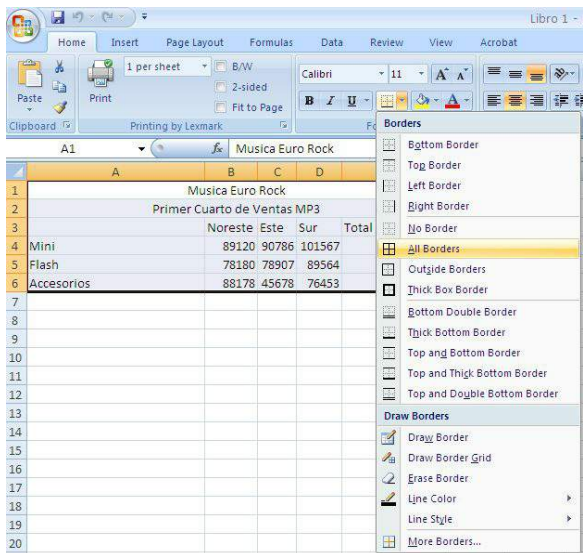 Libro 1 -
Home Insert Page Layout Formulas Data Review View Acrobat
Paste
Print
1 per sheet
B/W
2-sided
Fit to Page
Calibri 11 A A
B I U A
Clipboard Printing by Lexmark
A1 fx Musica Euro Rock
A B C D
1 Musica Euro Rock
2 Primer Cuarto de Ventas MP3
3 Noreste Este Sur Total
4 Mini 89120 90786 101567
5 Flash 78180 78907 89564
6 Accesorios 88178 45678 76453
7
8
9
10
11
12
13
14
15
16
17
18
19
20
Borders
Bottom Border
Top Border
Left Border
Right Border
No Border
All Borders
Outside Borders
Thick Box Border
Bottom Double Border
Thick Bottom Border
Top and Bottom Border
Top and Thick Bottom Border
Top and Double Bottom Border
Draw Borders
Draw Border
Draw Border Grid
Erase Border
Line Color
Line Style
More Borders...